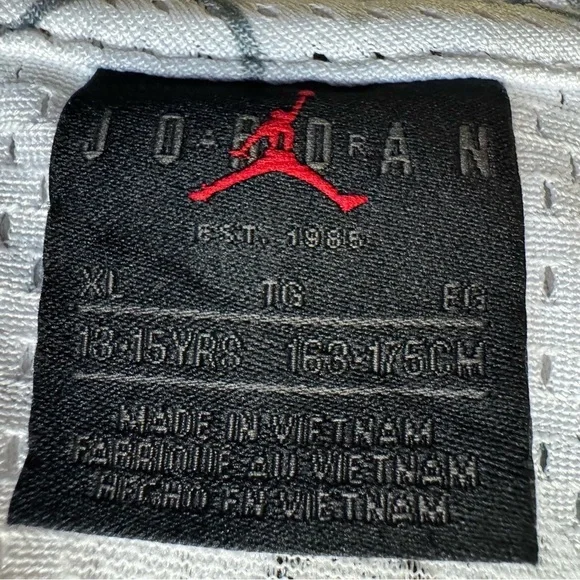 JORDAN
EST. 1985
XL TG EG
13-15YRS 163-175CM
MADE IN VIETNAM
FABRIQUE AU VIETNAM
HECHO EN VIETNAM